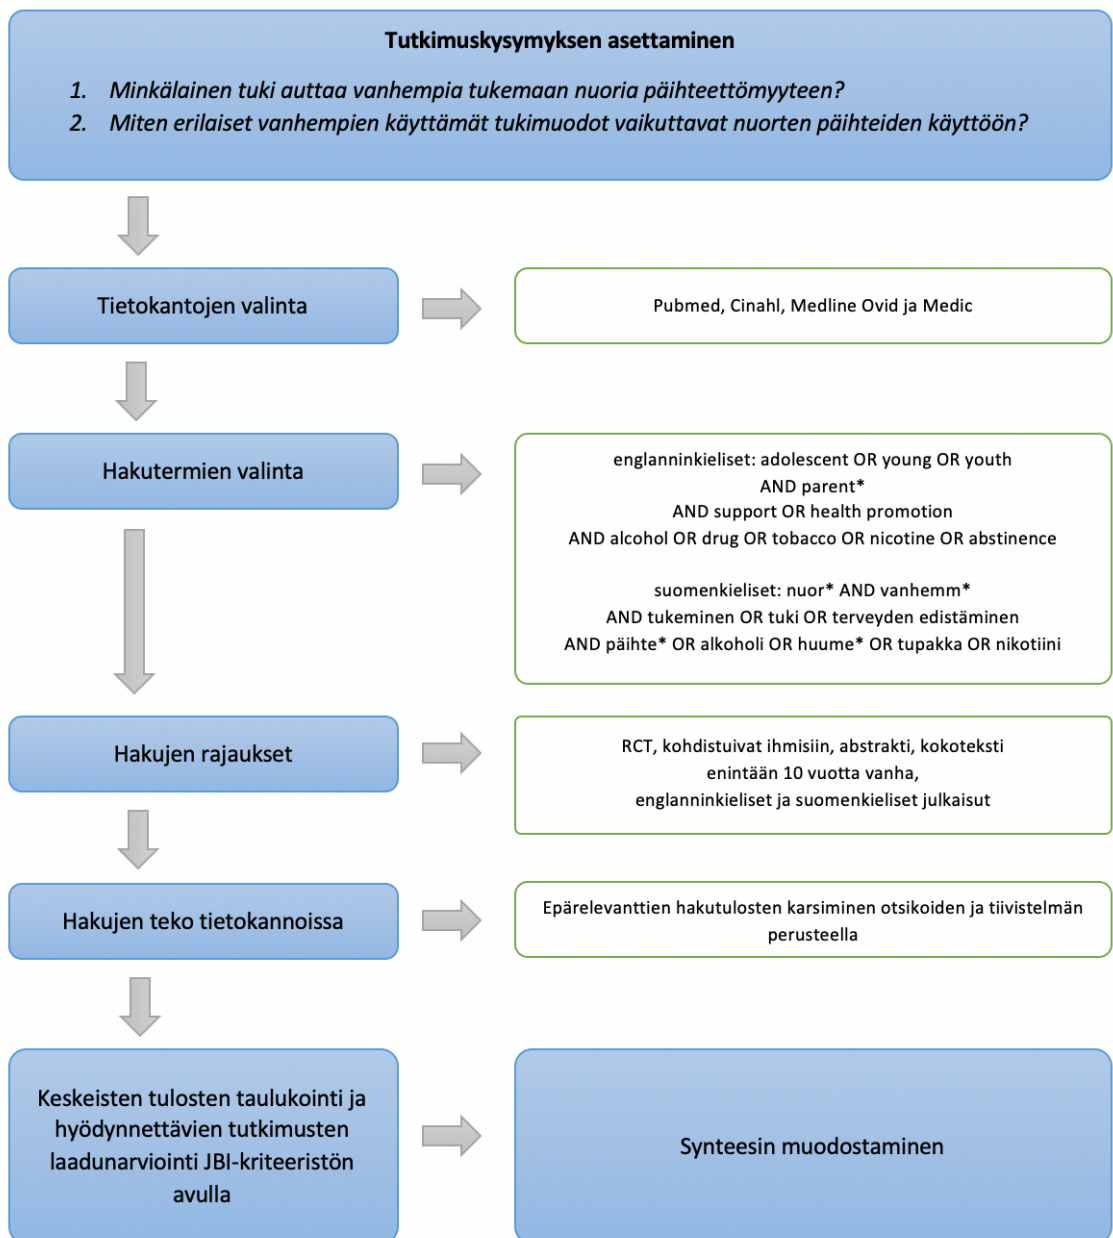 Tutkimuskysymyksen asettaminen
1. Minkälainen tuki auttaa vanhempia tukemaan nuoria päihteettömyyteen?
2. Miten erilaiset vanhempien käyttämät tukimuodot vaikuttavat nuorten päihteiden käyttöön?
Tietokantojen valinta
Pubmed, Cinahl, Medline Ovid ja Medic
Hakutermien valinta
englanninkieliset: adolescent OR young OR youth
AND parent*
AND support OR health promotion
AND alcohol OR drug OR tobacco OR nicotine OR abstinence
suomenkieliset: nuor* AND vanhemm*
AND tukeminen OR tuki OR terveyden edistäminen
AND päihte* OR alkoholi OR huume* OR tupakka OR nikotiini
Hakujen rajaukset
RCT, kohdistuivat ihmisiin, abstrakti, kokoteksti
enintään 10 vuotta vanha,
englanninkieliset ja suomenkieliset julkaisut
Hakujen teko tietokannoissa
Epärelevanttien hakutulosten karsiminen otsikoiden ja tiivistelmän
perusteella
Keskeisten tulosten taulukointi ja
hyödynnettävien tutkimusten
laadunarviointi JBI-kriteeristön
avulla
Synteesin muodostaminen